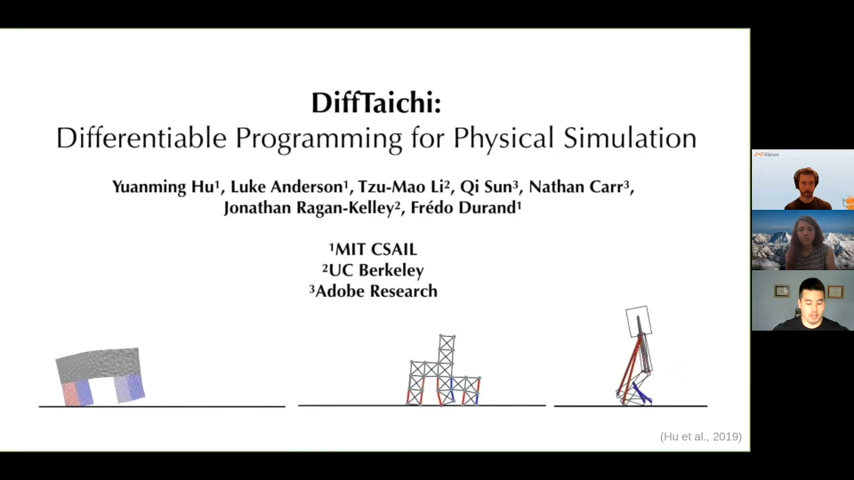 DiffTaichi:
Differentiable Programming for Physical Simulation
Yuanming Hu¹, Luke Anderson¹, Tzu-Mao Li², Qi Sun³, Nathan Carr³,
Jonathan Ragan-Kelley², Frédo Durand¹
¹MIT CSAIL
²UC Berkeley
³Adobe Research
(Hu et al., 2019)